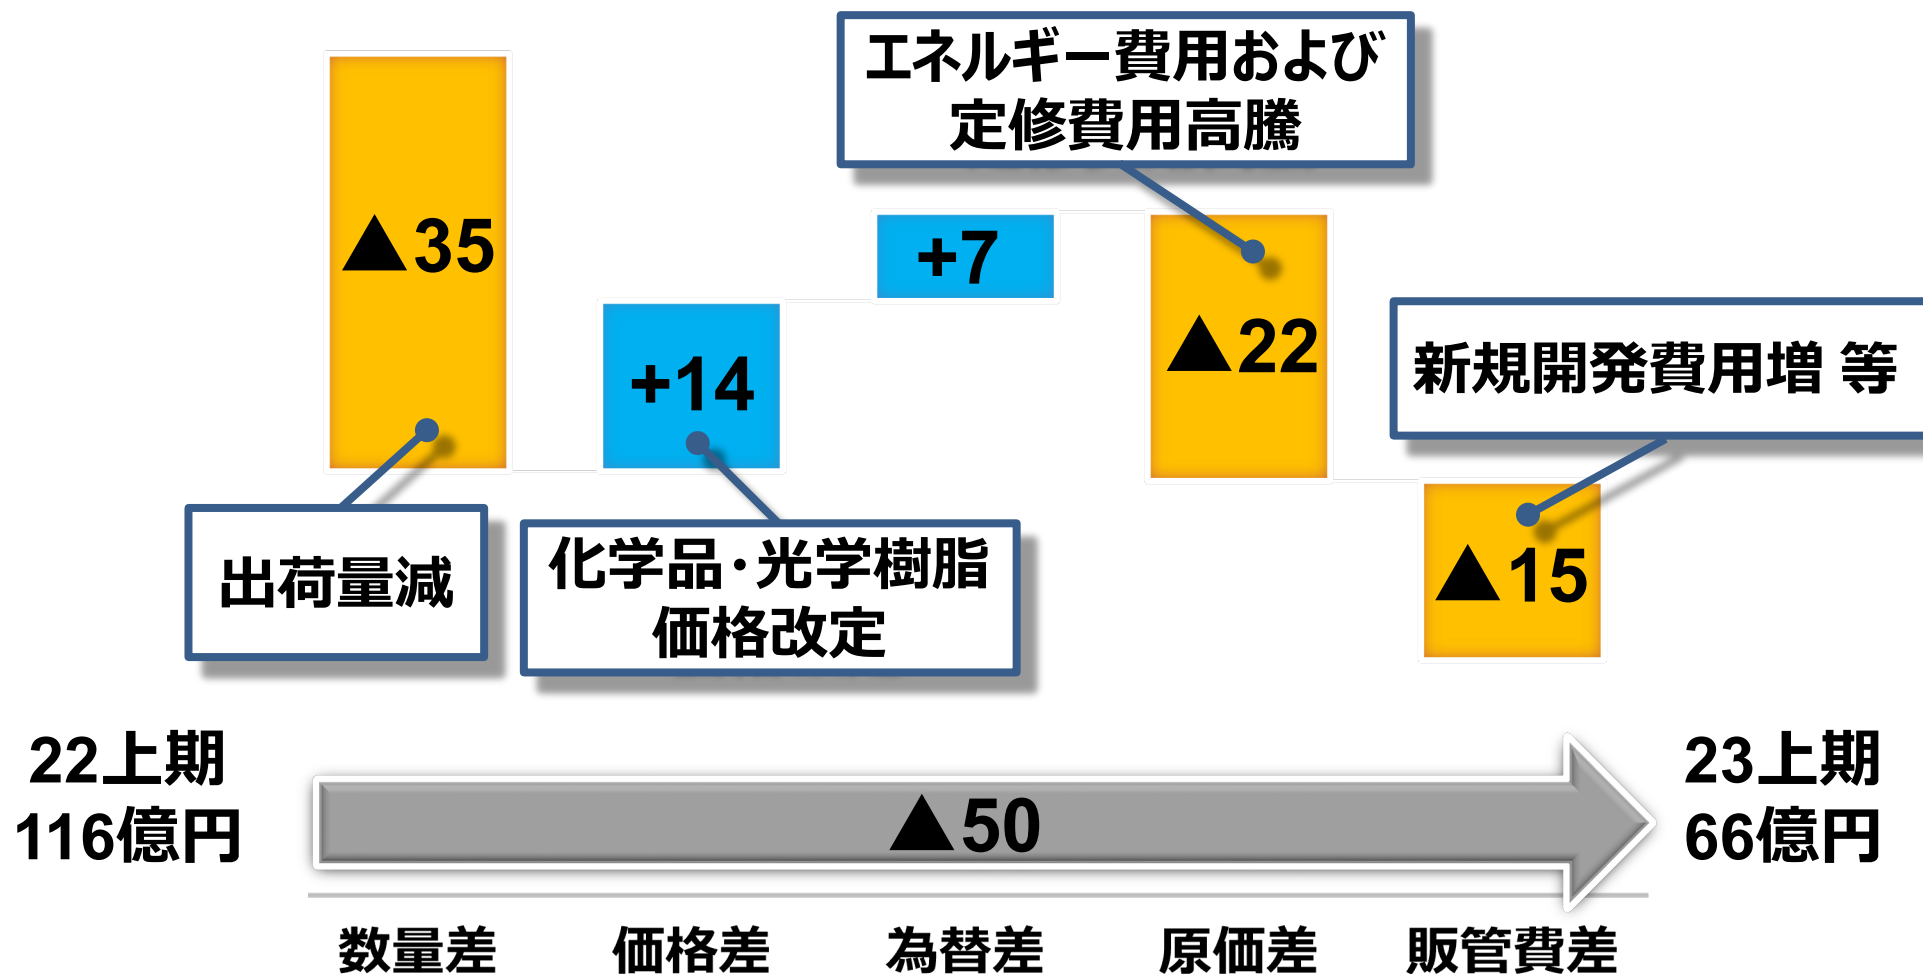 エネルギー費用および
定修費用高騰
▲35
+14
+7
▲22
新規開発費用増 等
▲15
出荷量減
化学品・光学樹脂
価格改定
22上期
116億円
▲50
23上期
66億円
数量差
価格差
為替差
原価差
販管費差